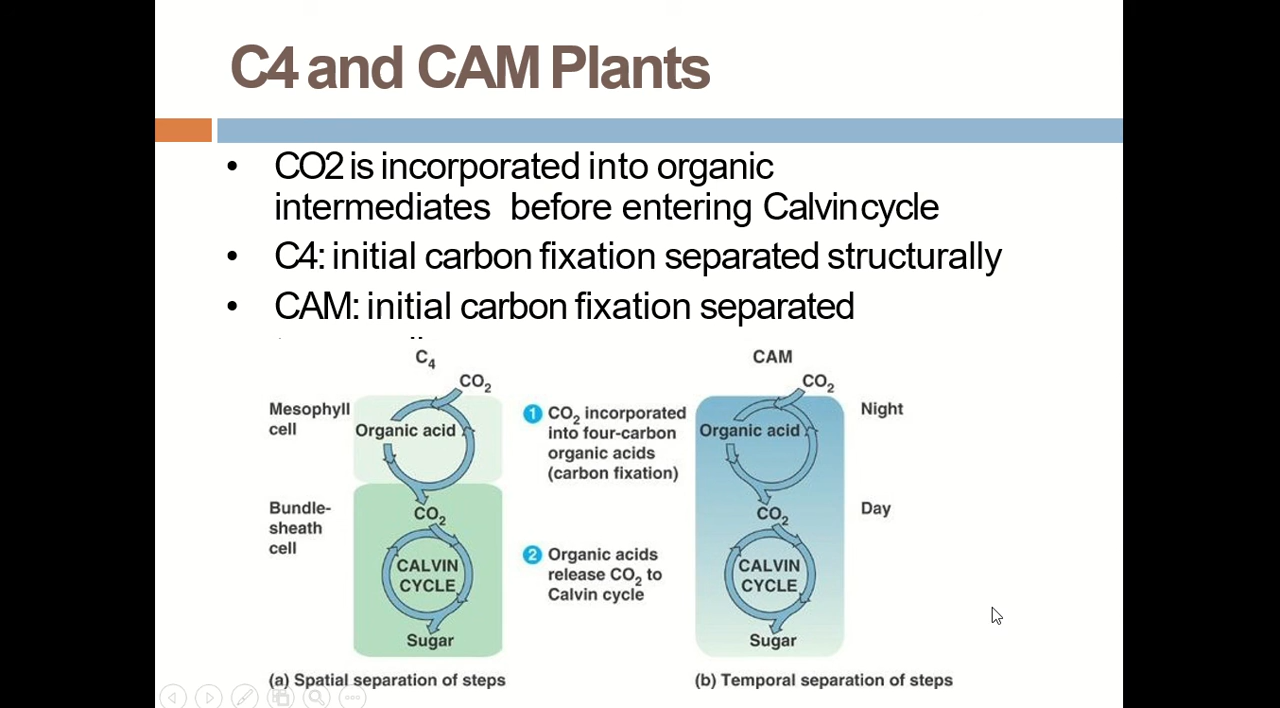 C4 and CAM Plants
• CO2 is incorporated into organic
intermediates before entering Calvin cycle
• C4: initial carbon fixation separated structurally
• CAM: initial carbon fixation separated
C4
CO2
Mesophyll
cell
Organic acid
Bundle-
sheath
cell
CO2
CALVIN
CYCLE
Sugar
(a) Spatial separation of steps
1 CO2 incorporated
into four-carbon
organic acids
(carbon fixation)
2 Organic acids
release CO2 to
Calvin cycle
CAM
CO2
Night
Organic acid
Day
CO2
CALVIN
CYCLE
Sugar
(b) Temporal separation of steps